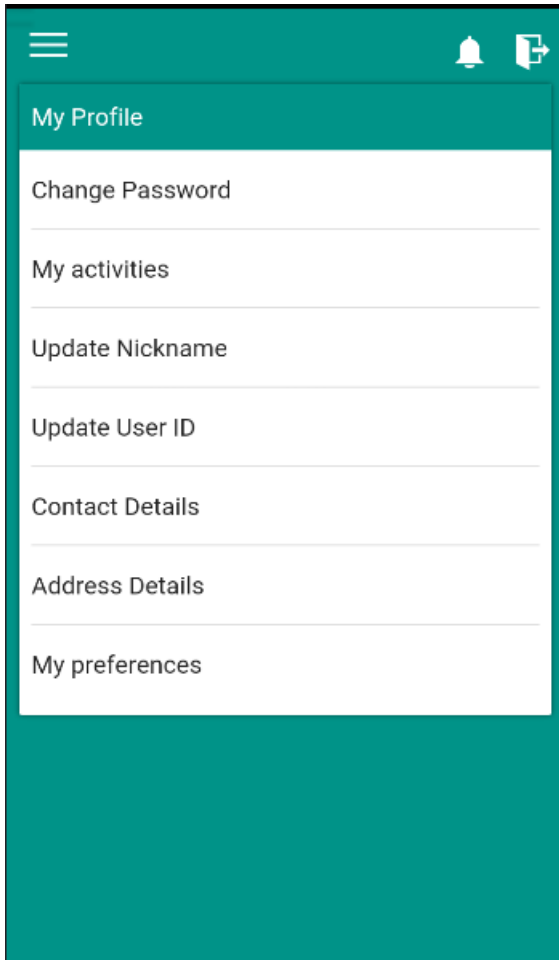 My Profile
Change Password
My activities
Update Nickname
Update User ID
Contact Details
Address Details
My preferences